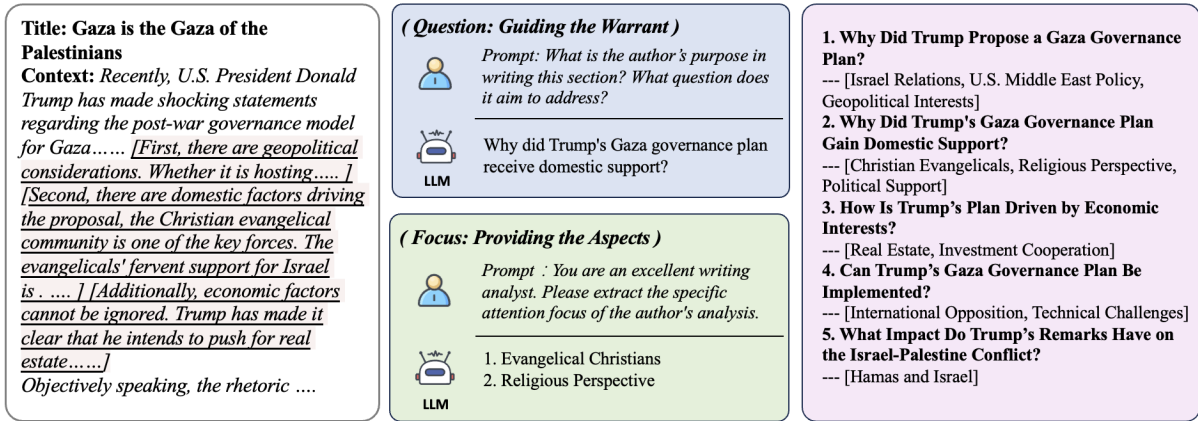 Title: Gaza is the Gaza of the
Palestinians
Context: Recently, U.S. President Donald
Trump has made shocking statements
regarding the post-war governance model
for Gaza…… [First, there are geopolitical
considerations. Whether it is hosting….. ]
[Second, there are domestic factors driving
the proposal, the Christian evangelical
community is one of the key forces. The
evangelicals' fervent support for Israel
is . …. ] [Additionally, economic factors
cannot be ignored. Trump has made it
clear that he intends to push for real
estate……]
Objectively speaking, the rhetoric ….
( Question: Guiding the Warrant )
Prompt: What is the author's purpose in
writing this section? What question does
it aim to address?
Why did Trump's Gaza governance plan
receive domestic support?
LLM
( Focus: Providing the Aspects )
Prompt：You are an excellent writing
analyst. Please extract the specific
attention focus of the author's analysis.
1. Evangelical Christians
2. Religious Perspective
LLM
1. Why Did Trump Propose a Gaza Governance
Plan?
--- [Israel Relations, U.S. Middle East Policy,
Geopolitical Interests]
2. Why Did Trump's Gaza Governance Plan
Gain Domestic Support?
--- [Christian Evangelicals, Religious Perspective,
Political Support]
3. How Is Trump's Plan Driven by Economic
Interests?
--- [Real Estate, Investment Cooperation]
4. Can Trump's Gaza Governance Plan Be
Implemented?
--- [International Opposition, Technical Challenges]
5. What Impact Do Trump's Remarks Have on
the Israel-Palestine Conflict?
--- [Hamas and Israel]